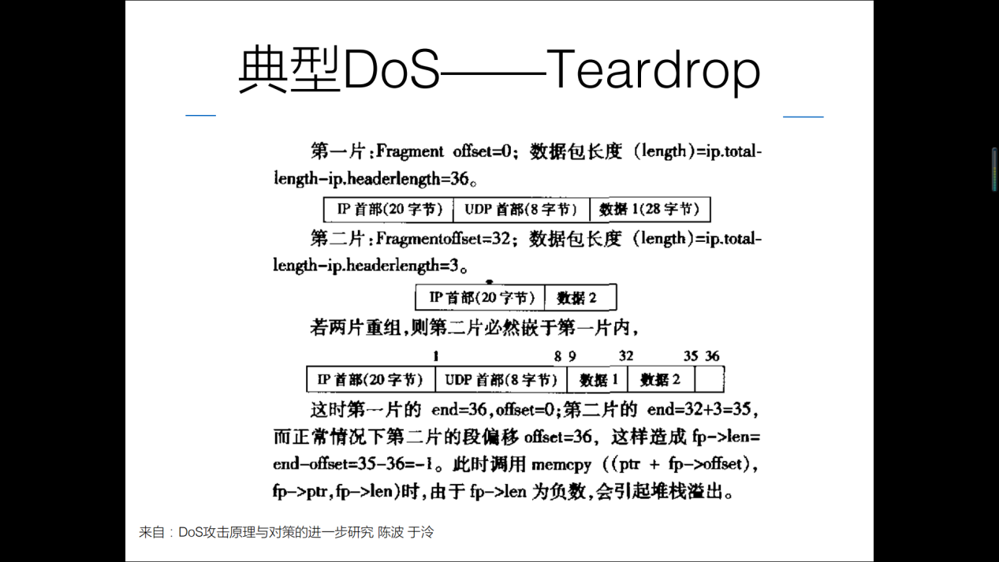 典型DoS——Teardrop
第一片:Fragment offset=0；数据包长度 (length)=ip.total-
length-ip.headerlength=36。
IP 首部(20 字节) UDP 首部(8 字节) 数据 1(28 字节)
第二片:Fragmentoffset=32；数据包长度 (length)=ip.total-
length-ip.headerlength=3。
IP 首部(20 字节) 数据 2
若两片重组,则第二片必然嵌于第一片内,
1 8 9 32 35 36
IP 首部(20 字节) UDP 首部(8 字节) 数据 1 数据 2
这时第一片的 end=36,offset=0;第二片的 end=32+3=35,
而正常情况下第二片的段偏移 offset=36，这样造成 fp->len=
end-offset=35-36=-1。此时调用 memcpy ((ptr + fp->offset),
fp->ptr,fp->len)时,由于 fp->len 为负数,会引起堆栈溢出。
来自：DoS攻击原理与对策的进一步研究 陈波 于泠